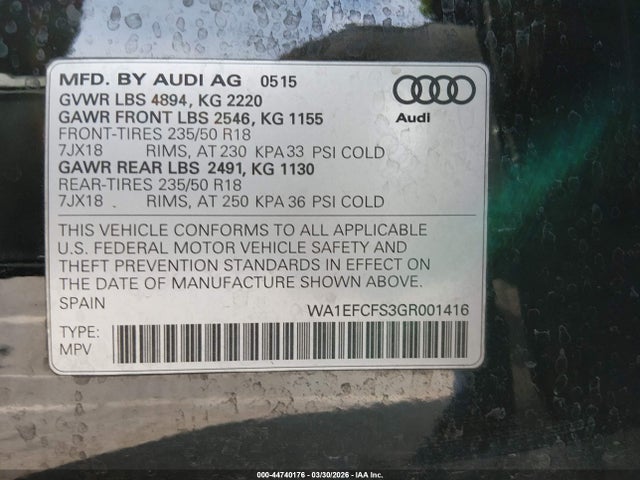 MFD. BY AUDI AG 0515
GVWR LBS 4894, KG 2220
GAWR FRONT LBS 2546, KG 1155
FRONT-TIRES 235/50 R18
7JX18 RIMS, AT 230 KPA 33 PSI COLD
GAWR REAR LBS 2491, KG 1130
REAR-TIRES 235/50 R18
7JX18 RIMS, AT 250 KPA 36 PSI COLD
Audi
THIS VEHICLE CONFORMS TO ALL APPLICABLE
U.S. FEDERAL MOTOR VEHICLE SAFETY AND
THEFT PREVENTION STANDARDS IN EFFECT ON
THE DATE OF MANUFACTURE SHOWN ABOVE.
SPAIN WA1EFCFS3GR001416
TYPE:
MPV
000-44740176 - 03/30/2026 - IAA Inc.